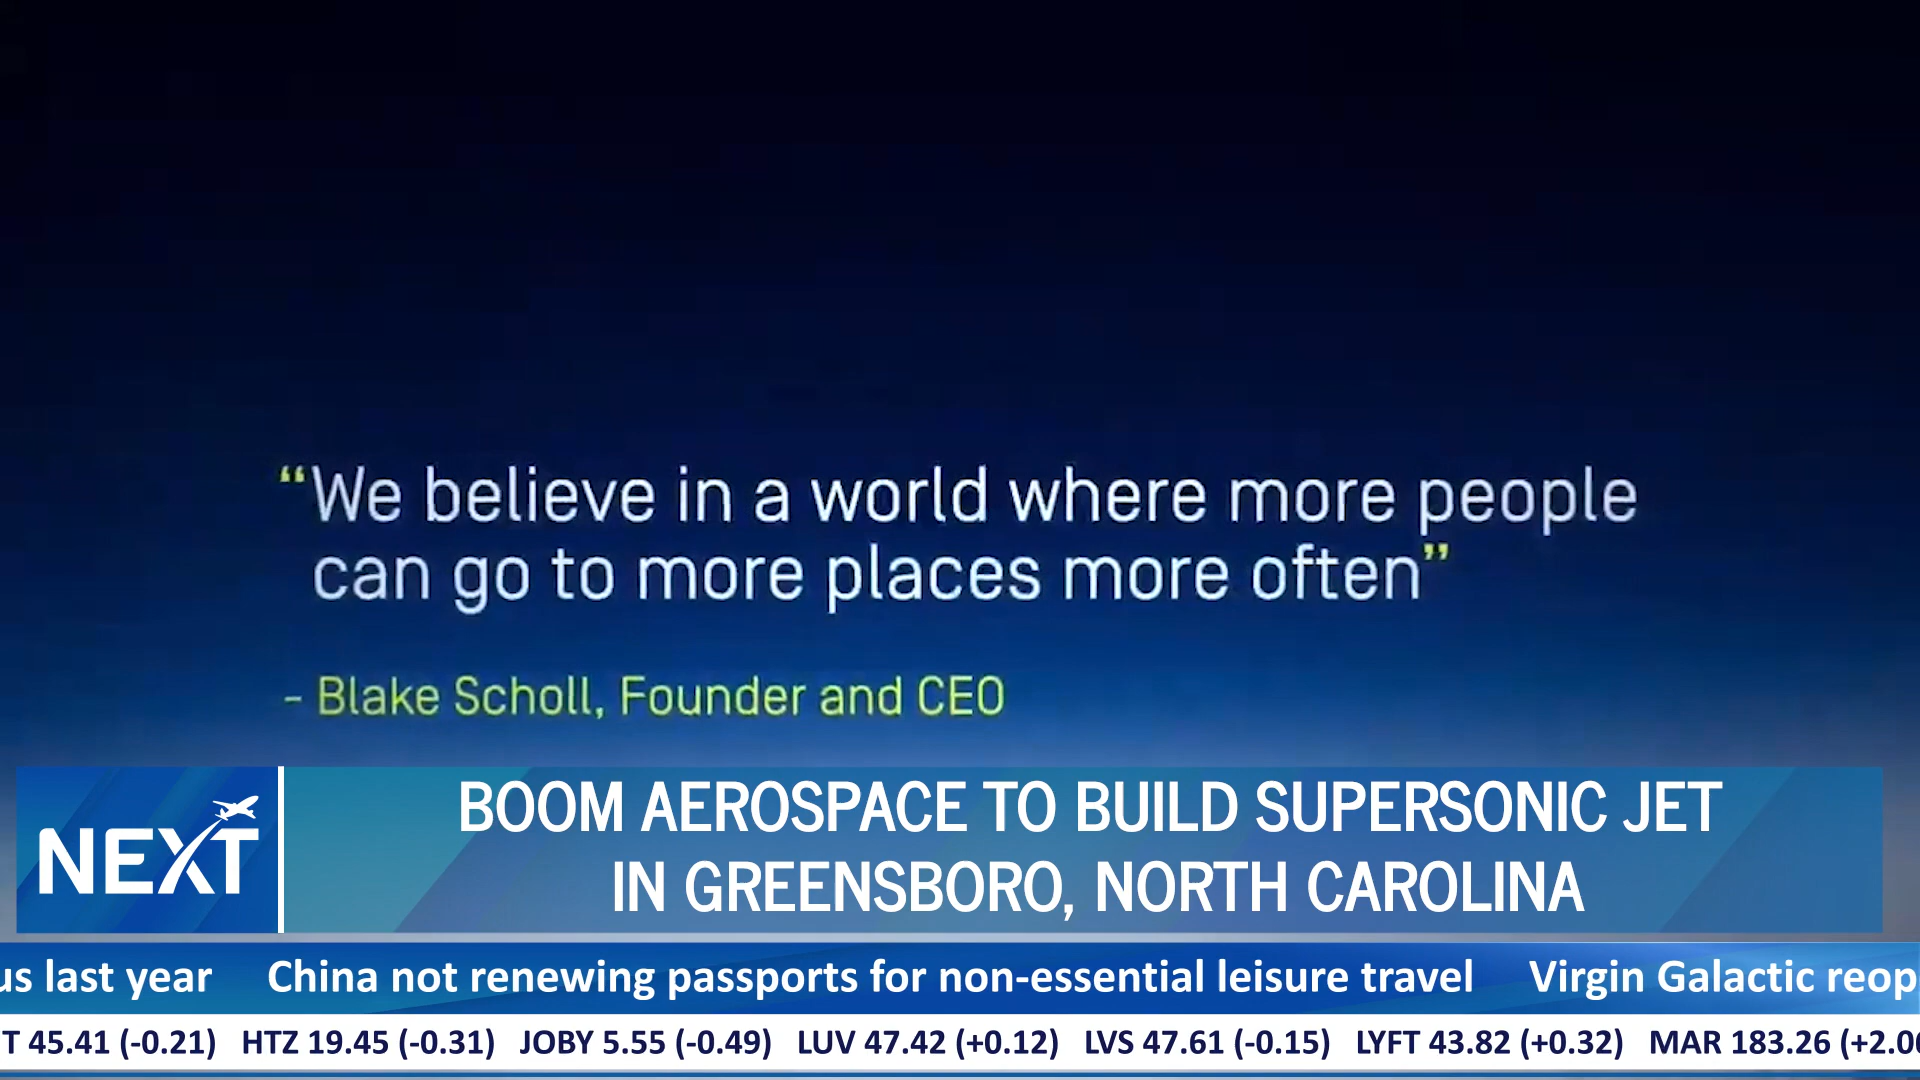 “We believe in a world where more people
can go to more places more often”
- Blake Scholl, Founder and CEO
NEXT
BOOM AEROSPACE TO BUILD SUPERSONIC JET
IN GREENSBORO, NORTH CAROLINA
us last year China not renewing passports for non-essential leisure travel Virgin Galactic reop
T 45.41 (-0.21) HTZ 19.45 (-0.31) JOBY 5.55 (-0.49) LUV 47.42 (+0.12) LVS 47.61 (-0.15) LYFT 43.82 (+0.32) MAR 183.26 (+2.0